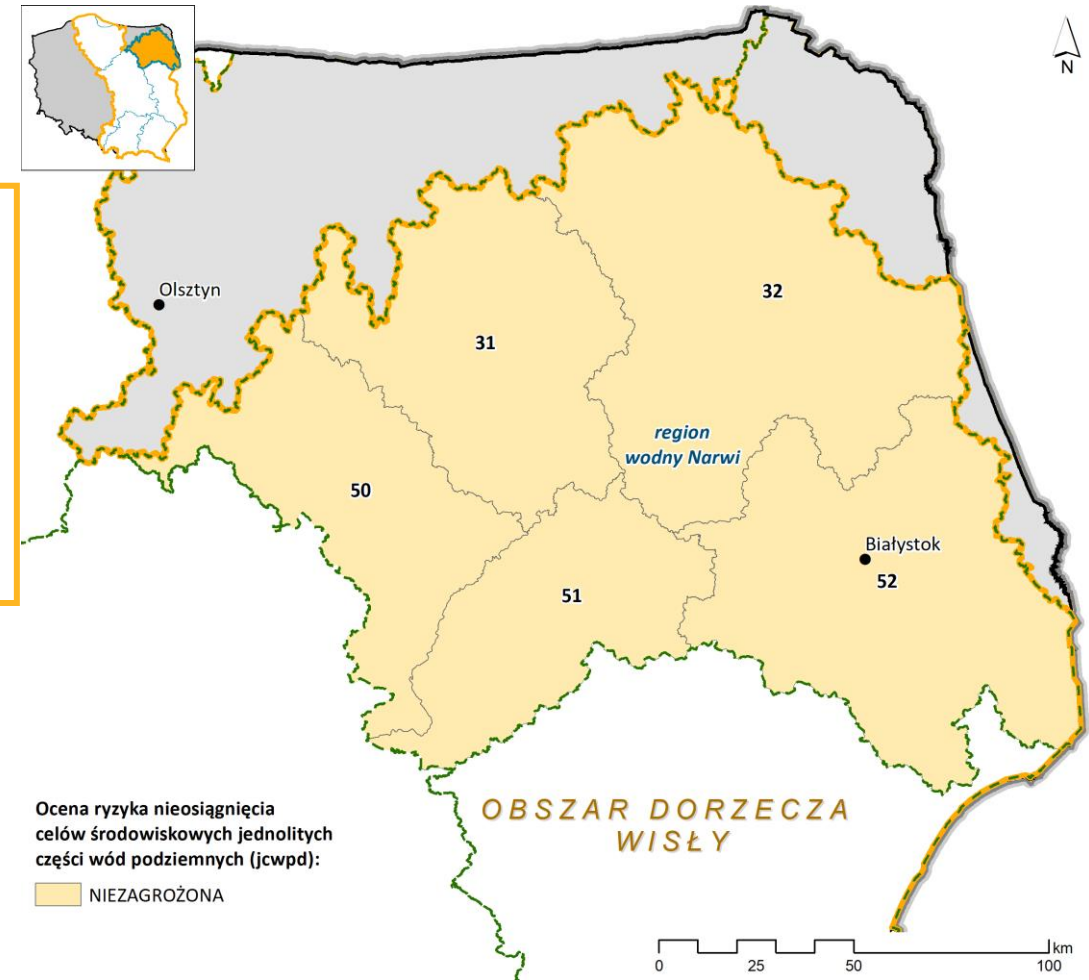 N
Olsztyn
32
31
region
wodny Narwi
50
Białystok
52
51
OBSZAR DORZECZA
WISŁY
Ocena ryzyka nieosiągnięcia
celów środowiskowych jednolitych
części wód podziemnych (jcwpd):
NIEZAGROŻONA
km
0 25 50 100